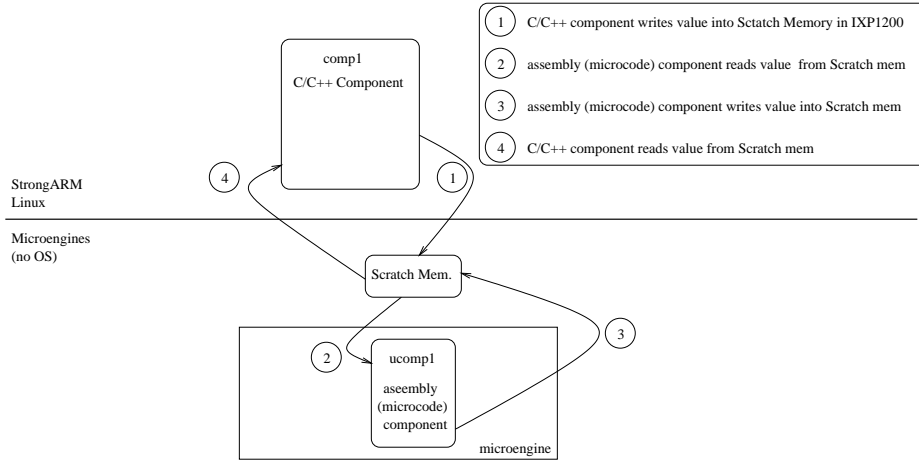 comp1
C/C++ Component
1 C/C++ component writes value into Sctatch Memory in IXP1200
2 assembly (microcode) component reads value from Scratch mem
3 assembly (microcode) component writes value into Scratch mem
4 C/C++ component reads value from Scratch mem
4
1
StrongARM
Linux
Microengines
(no OS)
Scratch Mem.
2
3
ucomp1
aseembly
(microcode)
component
microengine